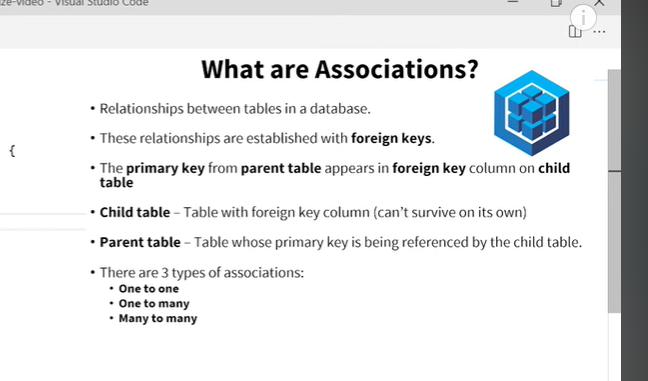 ze-video - Visual Studio Code
What are Associations?
• Relationships between tables in a database.
• These relationships are established with foreign keys.
{
• The primary key from parent table appears in foreign key column on child
table
• Child table – Table with foreign key column (can't survive on its own)
• Parent table – Table whose primary key is being referenced by the child table.
• There are 3 types of associations:
• One to one
• One to many
• Many to many